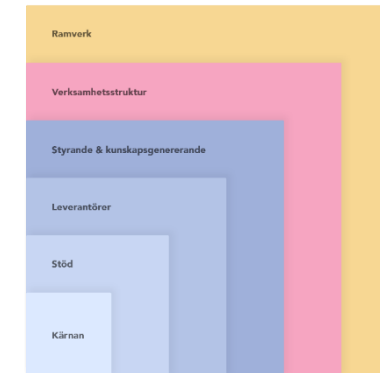 Ramverk
Verksamhetsstruktur
Styrande & kunskapsgenererande
Leverantörer
Stöd
Kärnan